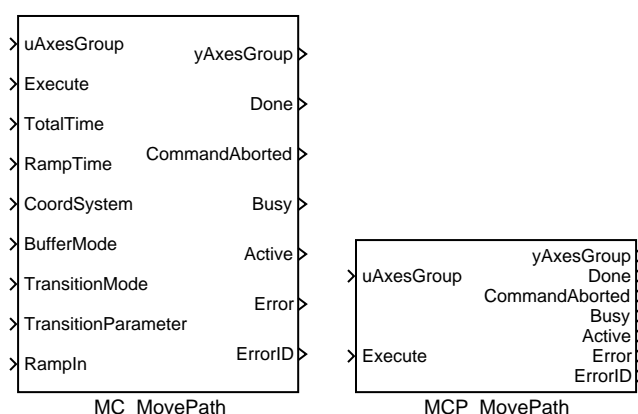 uAxesGroup
Execute
TotalTime
RampTime
CoordSystem
BufferMode
TransitionMode
TransitionParameter
RampIn
yAxesGroup
Done
CommandAborted
Busy
Active
Error
ErrorID
MC_MovePath
uAxesGroup
Execute
yAxesGroup
Done
CommandAborted
Busy
Active
Error
ErrorID
MCP_MovePath